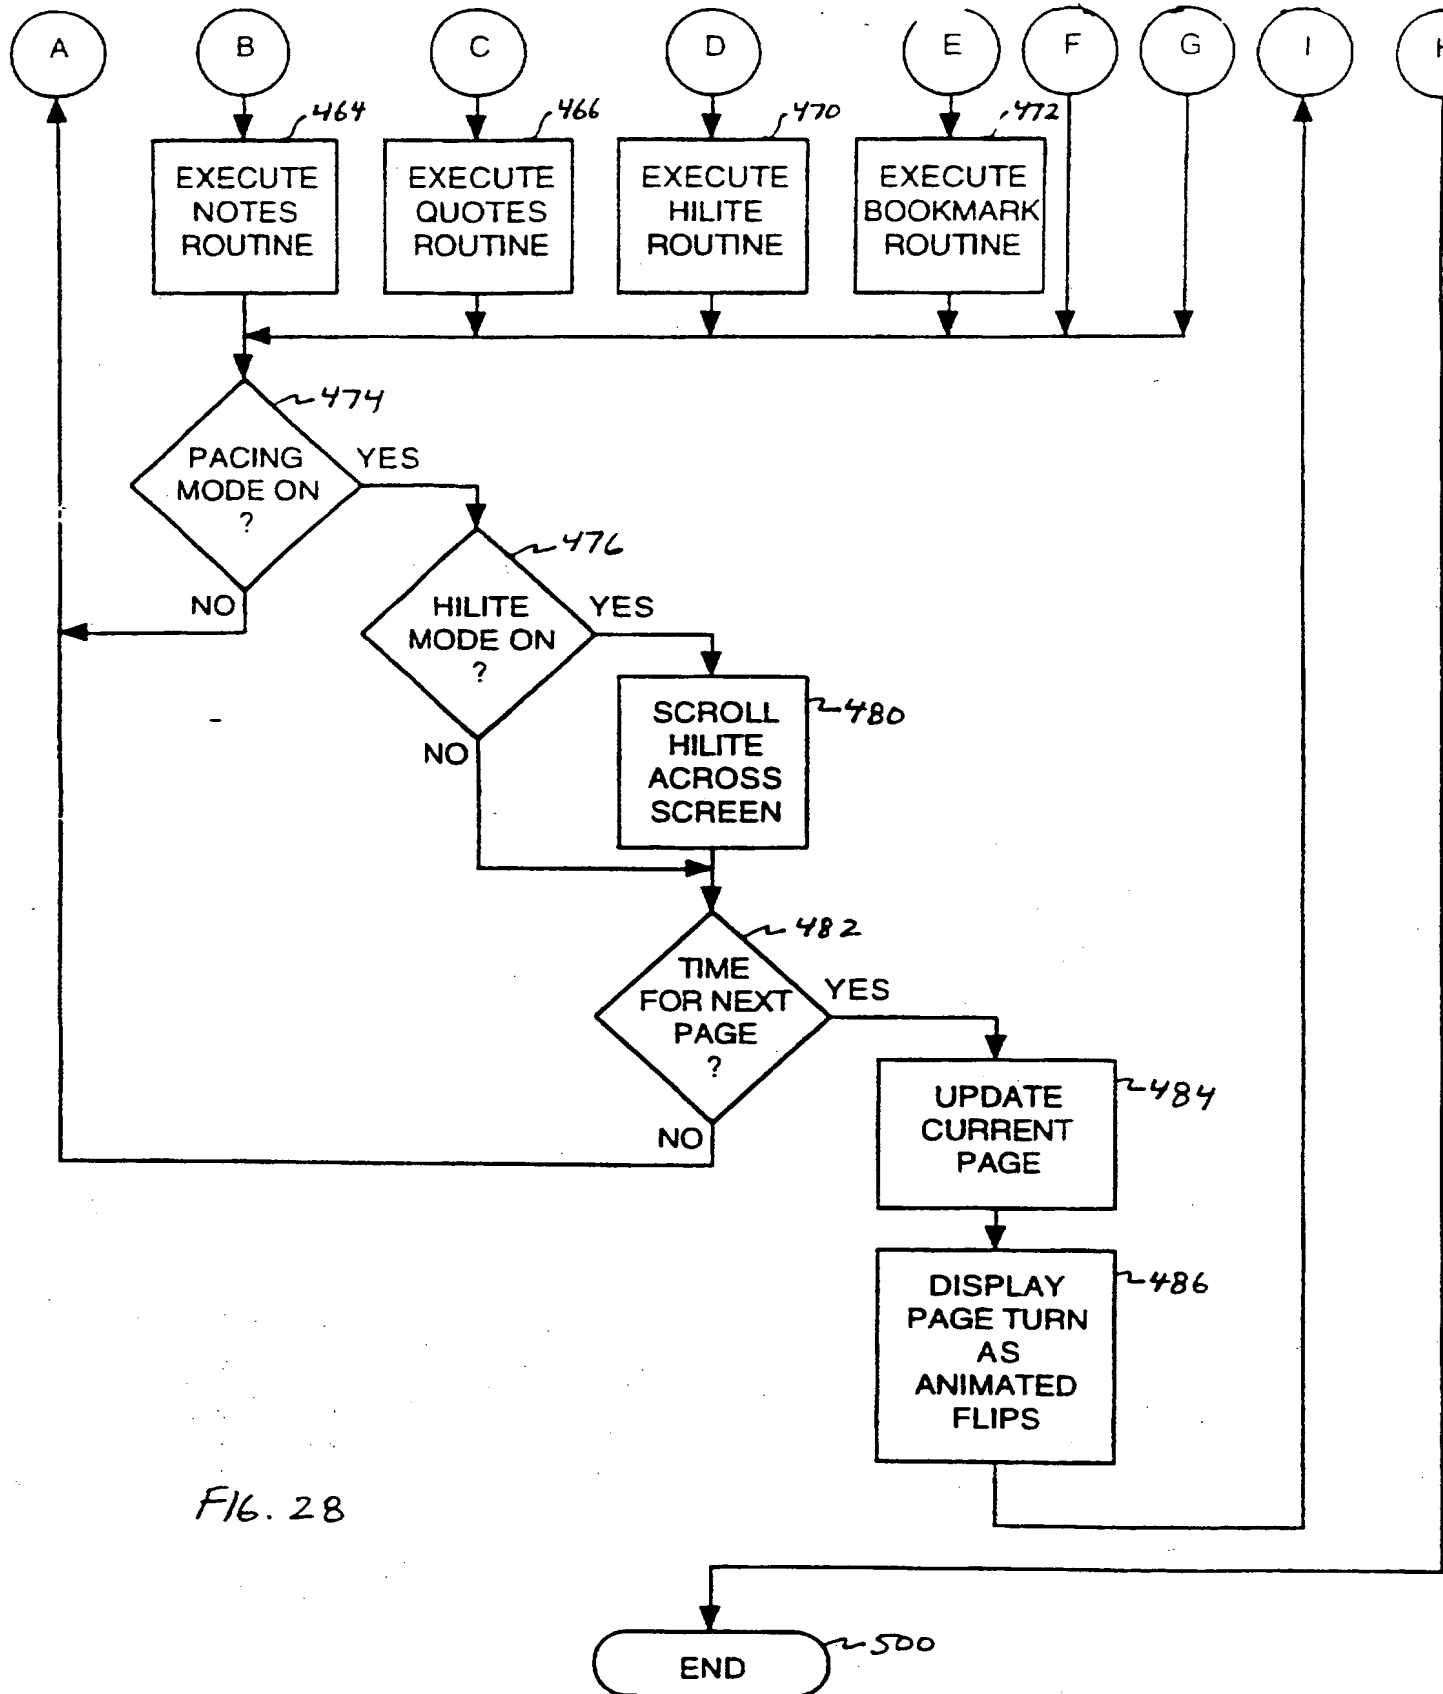 A
B
C
D
E
F
G
I
464
466
470
472
EXECUTE
NOTES
ROUTINE
EXECUTE
QUOTES
ROUTINE
EXECUTE
HILITE
ROUTINE
EXECUTE
BOOKMARK
ROUTINE
474
PACING
MODE ON
?
YES
NO
476
HILITE
MODE ON
?
YES
NO
480
SCROLL
HILITE
ACROSS
SCREEN
482
TIME
FOR NEXT
PAGE
?
YES
NO
484
UPDATE
CURRENT
PAGE
486
DISPLAY
PAGE TURN
AS
ANIMATED
FLIPS
FIG. 28
500
END